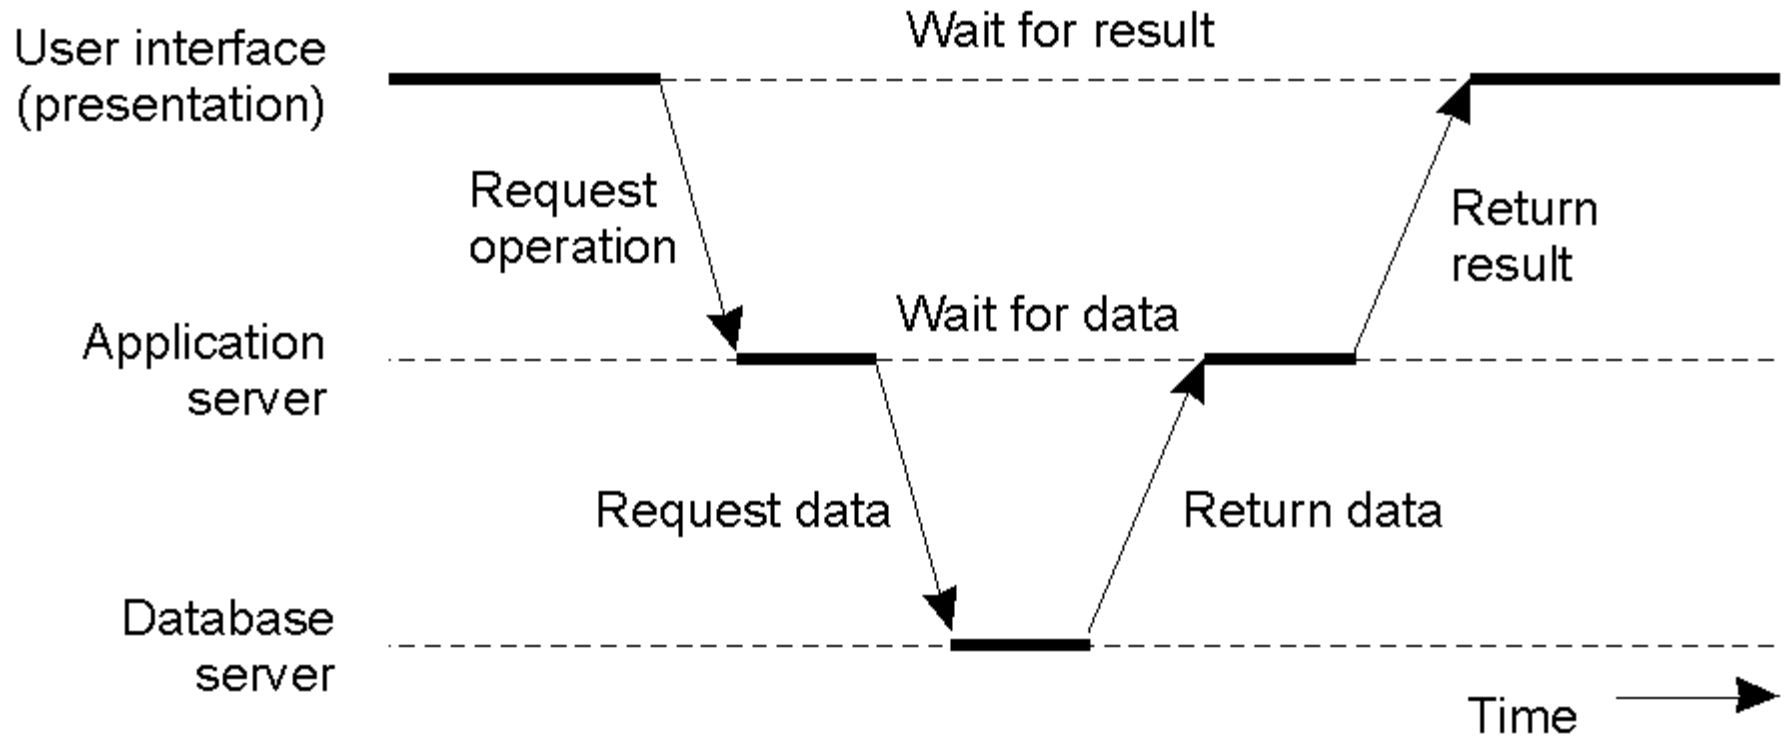 User interface
(presentation)
Wait for result
Request
operation
Return
result
Application
server
Wait for data
Request data
Return data
Database
server
Time